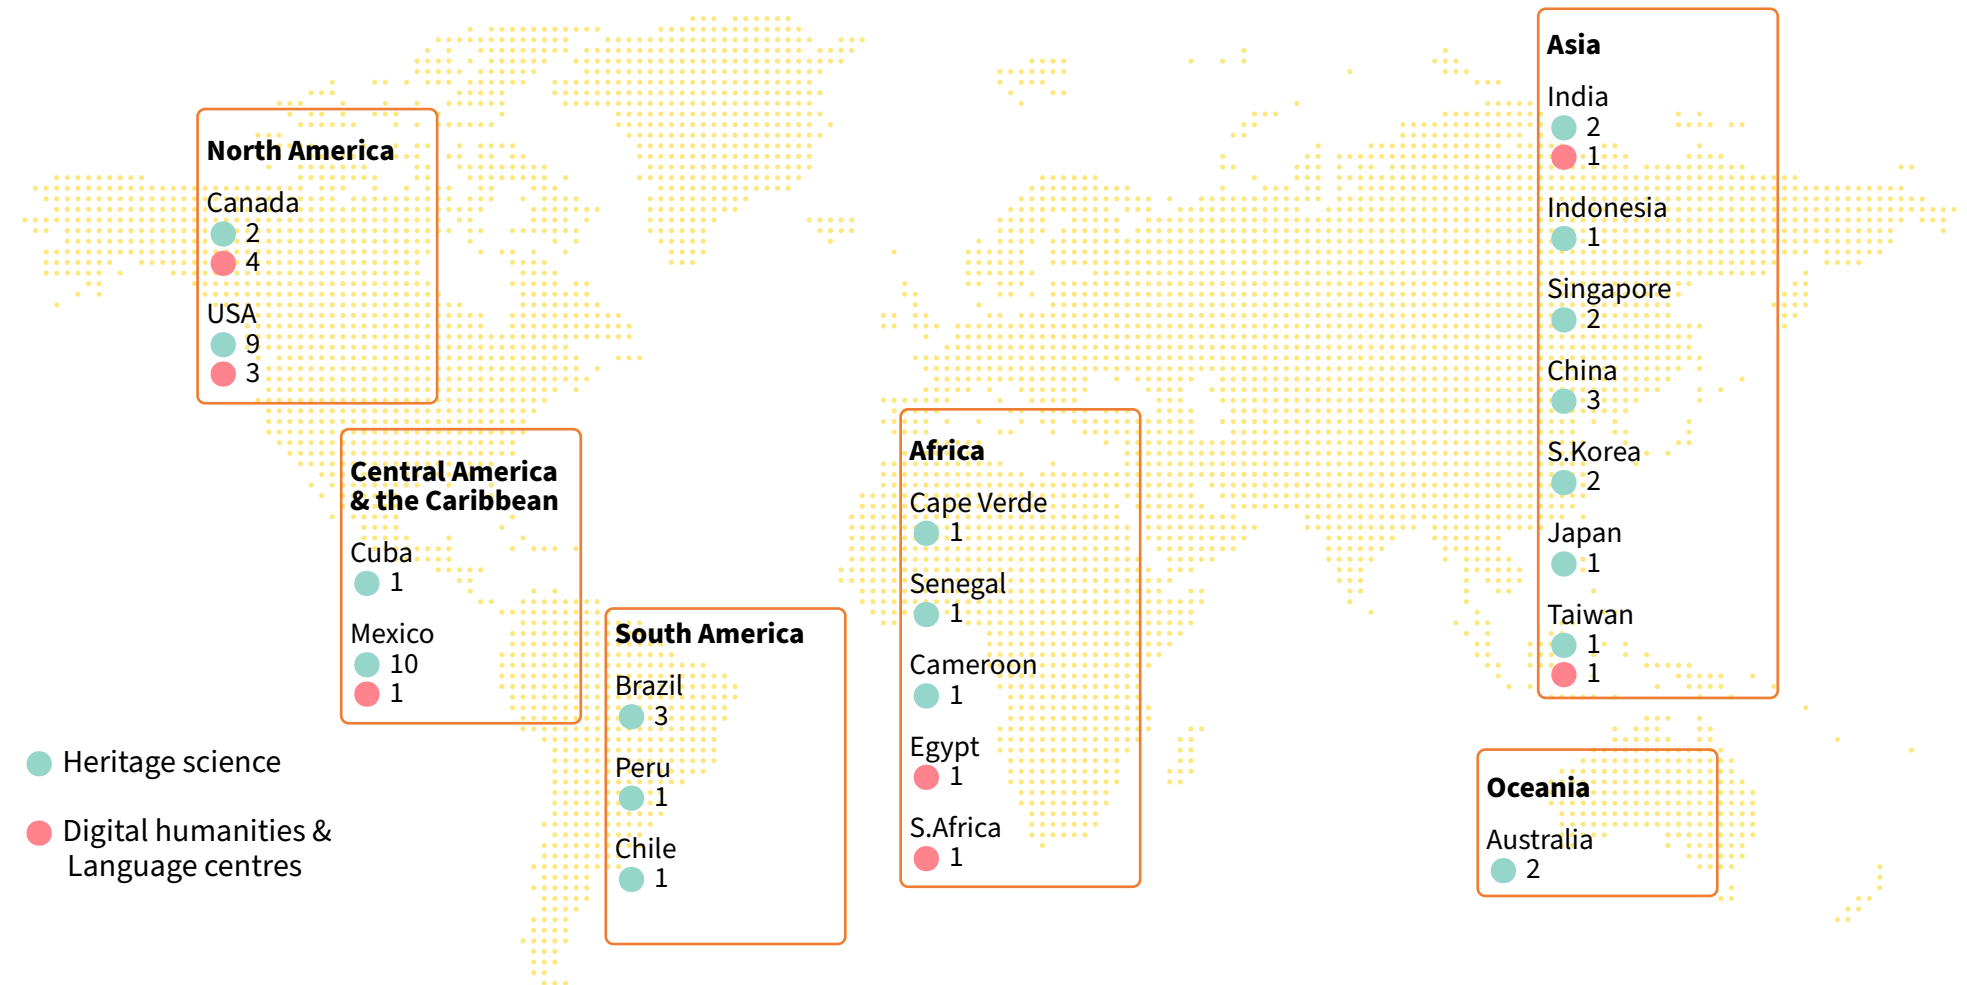 North America
Canada
2
4
USA
9
3
Central America
& the Caribbean
Cuba
1
Mexico
10
1
South America
Brazil
3
Peru
1
Chile
1
Africa
Cape Verde
1
Senegal
1
Cameroon
1
Egypt
1
S.Africa
1
Asia
India
2
1
Indonesia
1
Singapore
2
China
3
S.Korea
2
Japan
1
Taiwan
1
1
Oceania
Australia
2
Heritage science
Digital humanities &
Language centres